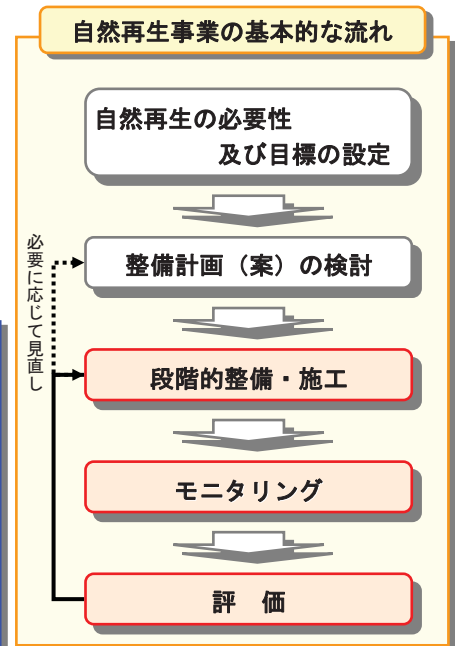 自然再生事業の基本的な流れ
自然再生の必要性
及び目標の設定
整備計画（案）の検討
必要に応じて見直し
段階的整備・施工
モニタリング
評　価